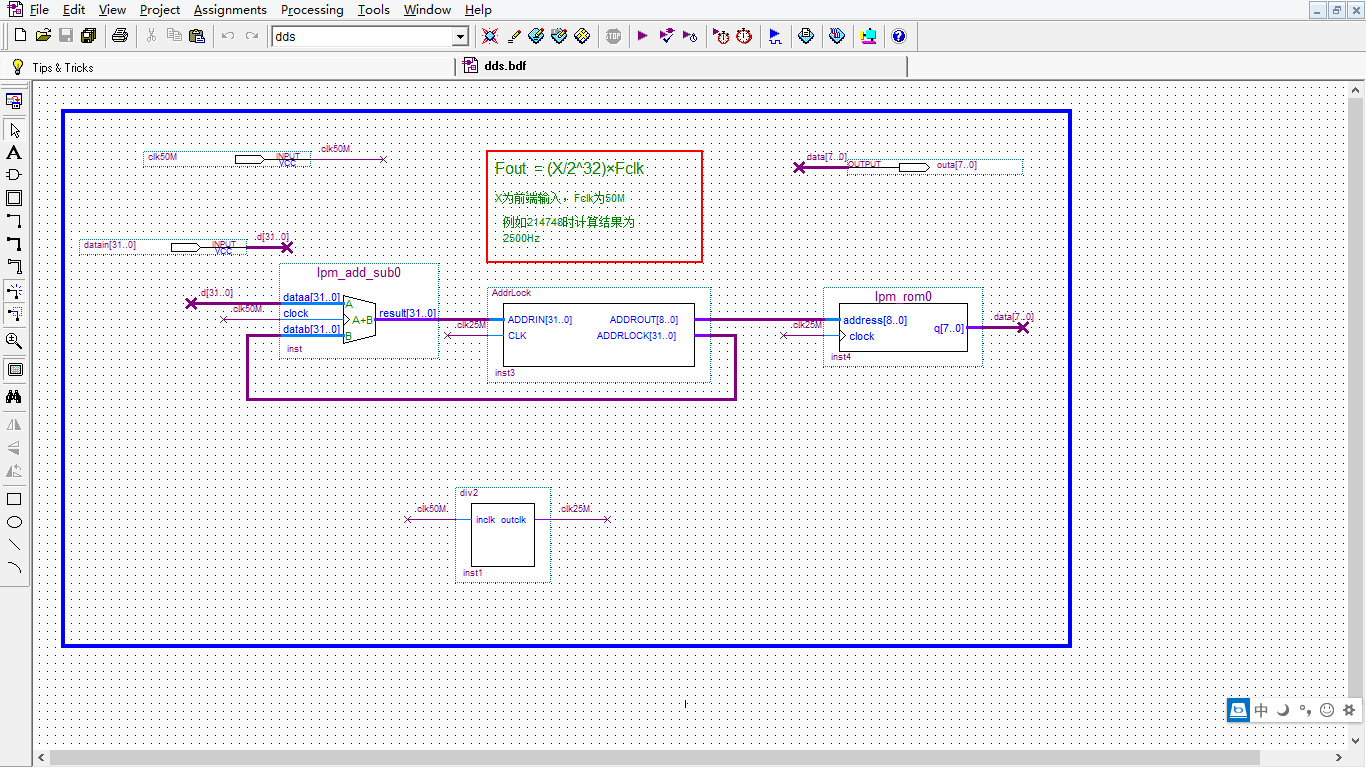 File Edit View Project Assignments Processing Tools Window Help
dds
STOP
Tips & Tricks
dds.bdf
clk50M
INPUT
VCC
clk50M.
Fout = (X/2^32)×Fclk
X为前端输入，Fclk为50M
例如214748时计算结果为
2500Hz
data[7..0]
OUTPUT
outa[7..0]
datain[31..0]
INPUT
VCC
d[31..0]
lpm_add_sub0
d[31..0]
dataa[31..0]
A
clk50M.
clock
A+B
result[31..0]
datab[31..0]
B
inst
AddrLock
ADDRIN[31..0] ADDROUT[8..0]
clk25M.
CLK ADDRLOCK[31..0]
inst3
lpm_rom0
address[8..0]
q[7..0]
data[7..0]
clk25M.
clock
inst4
div2
clk50M.
inclk outclk
clk25M.
inst1
中